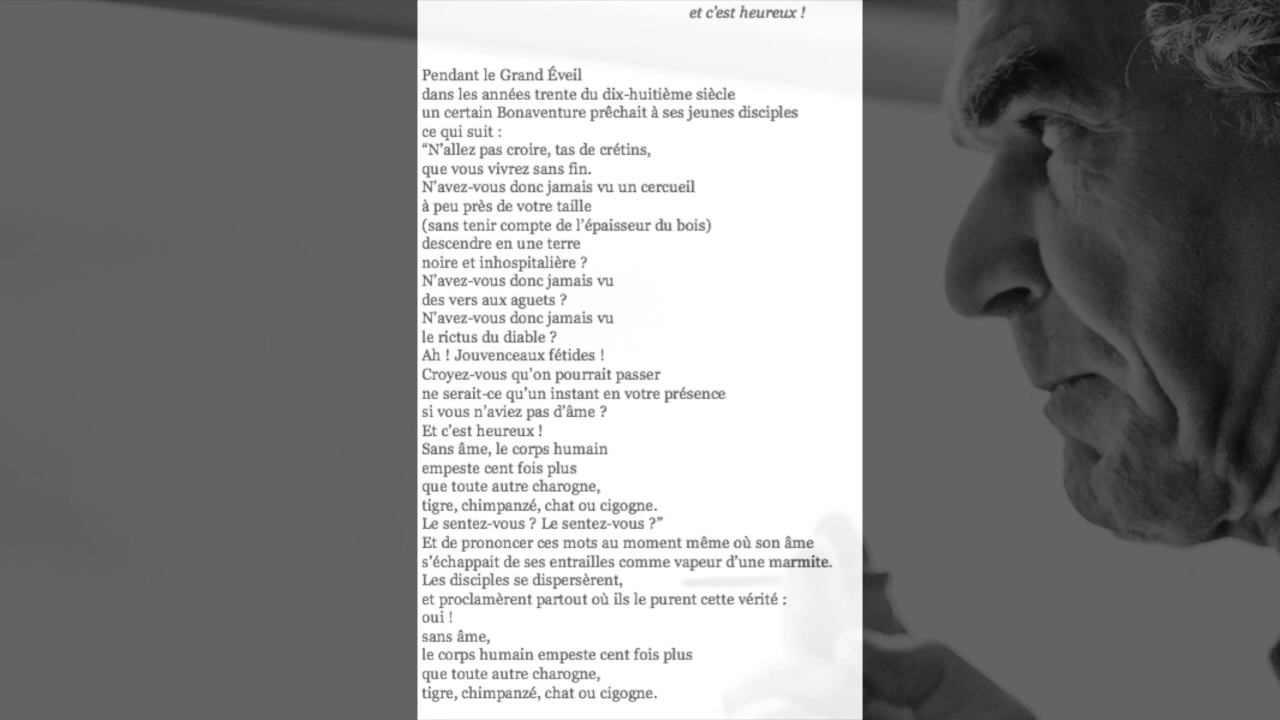 et c’est heureux !
Pendant le Grand Éveil
dans les années trente du dix-huitième siècle
un certain Bonaventure prêchait à ses jeunes disciples
ce qui suit :
“N’allez pas croire, tas de crétins,
que vous vivrez sans fin.
N’avez-vous donc jamais vu un cercueil
à peu près de votre taille
(sans tenir compte de l’épaisseur du bois)
descendre en une terre
noire et inhospitalière ?
N’avez-vous donc jamais vu
des vers aux aguets ?
N’avez-vous donc jamais vu
le rictus du diable ?
Ah ! Jouvenceaux fétides !
Croyez-vous qu’on pourrait passer
ne serait-ce qu’un instant en votre présence
si vous n’aviez pas d’âme ?
Et c’est heureux !
Sans âme, le corps humain
empeste cent fois plus
que toute autre charogne,
tigre, chimpanzé, chat ou cigogne.
Le sentez-vous ? Le sentez-vous ?”
Et de prononcer ces mots au moment même où son âme
s’échappait de ses entrailles comme vapeur d’une marmite.
Les disciples se dispersèrent,
et proclamèrent partout où ils le purent cette vérité :
oui !
sans âme,
le corps humain empeste cent fois plus
que toute autre charogne,
tigre, chimpanzé, chat ou cigogne.